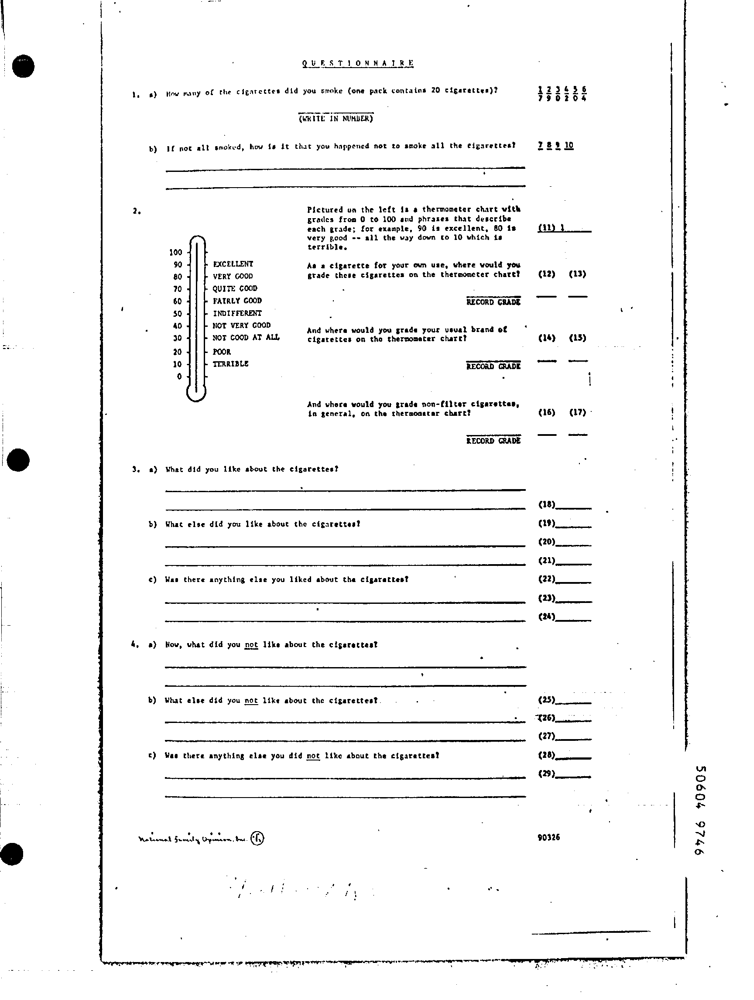 QUESTIONNAIRE
1. a) How many of the cigarettes did you smoke (one pack contains 20 cigarettes)?
1 2 3 4 5 6
7 9 0 2 0 4
(WRITE IN NUMBER)
b) If not all smoked, how is it that you happened not to smoke all the cigarettes?
7 8 9 10
2.
Pictured on the left is a thermometer chart with
grades from 0 to 100 and phrases that describe
each grade; for example, 90 is excellent, 80 is
very good -- all the way down to 10 which is
terrible.
(11) 1
100
90 EXCELLENT
80 VERY GOOD
70 QUITE GOOD
60 FAIRLY GOOD
50 INDIFFERENT
40 NOT VERY GOOD
30 NOT GOOD AT ALL
20 POOR
10 TERRIBLE
0
As a cigarette for your own use, where would you
grade these cigarettes on the thermometer chart?
(12) (13)
RECORD GRADE
And where would you grade your usual brand of
cigarettes on the thermometer chart?
(14) (15)
RECORD GRADE
And where would you grade non-filter cigarettes,
in general, on the thermometer chart?
(16) (17)
RECORD GRADE
3. a) What did you like about the cigarettes?
(18)
b) What else did you like about the cigarettes?
(19)
(20)
(21)
c) Was there anything else you liked about the cigarettes?
(22)
(23)
(24)
4. a) Now, what did you not like about the cigarettes?
b) What else did you not like about the cigarettes?
(25)
(26)
(27)
c) Was there anything else you did not like about the cigarettes?
(28)
(29)
National Family Opinion, Inc.
90326
50604 9746